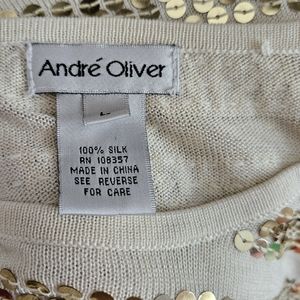 André Oliver
100% SILK
RN 108357
MADE IN CHINA
SEE REVERSE
FOR CARE